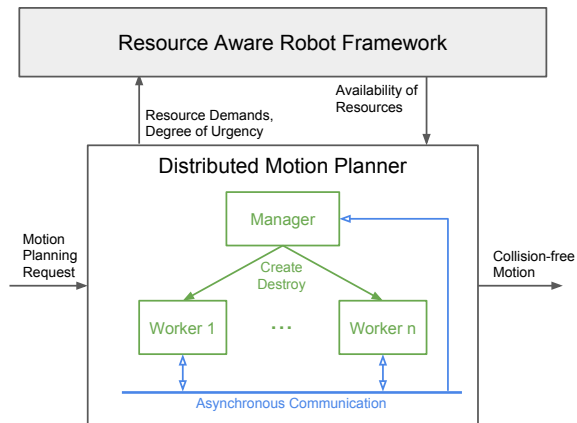 Resource Aware Robot Framework
Resource Demands,
Degree of Urgency
Availability of
Resources
Distributed Motion Planner
Manager
Motion
Planning
Request
Create
Destroy
Collision-free
Motion
Worker 1
...
Worker n
Asynchronous Communication